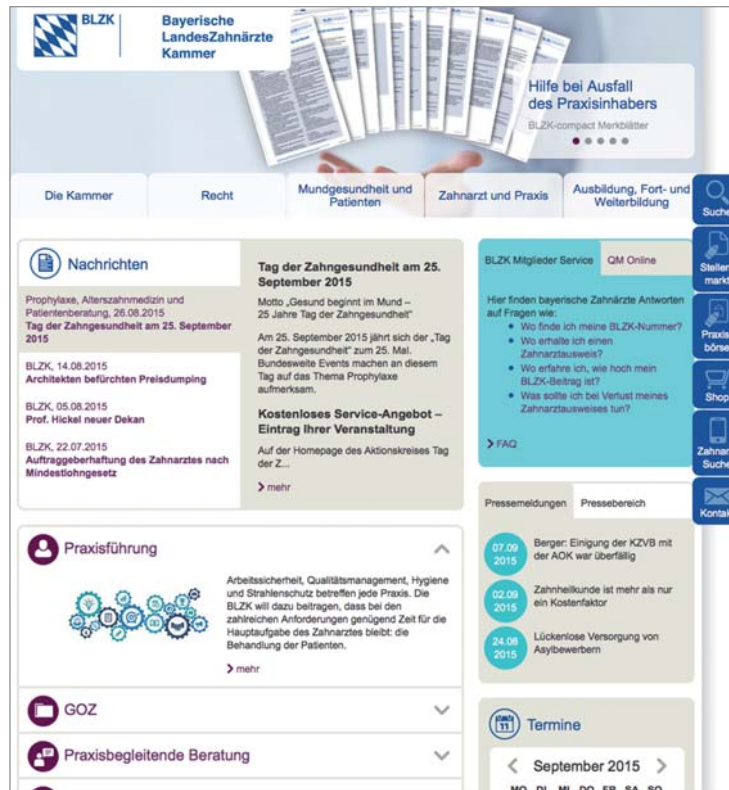 BLZK
Bayerische
LandesZahnärzte
Kammer
Hilfe bei Ausfall
des Praxisinhabers
BLZK-compact Merkblätter
Die Kammer
Recht
Mundgesundheit und
Patienten
Zahnarzt und Praxis
Ausbildung, Fort- und
Weiterbildung
Suche
Stellen
markt
Praxis
börse
Shop
Zahnar
Suche
Kontak
Nachrichten
Prophylaxe, Alterszahnmedizin und
Patientenberatung, 26.08.2015
Tag der Zahngesundheit am 25. September
2015
BLZK, 14.08.2015
Architekten befürchten Preisdumping
BLZK, 05.08.2015
Prof. Hickel neuer Dekan
BLZK, 22.07.2015
Auftraggeberhaftung des Zahnarztes nach
Mindestlohngesetz
Tag der Zahngesundheit am 25.
September 2015
Motto „Gesund beginnt im Mund –
25 Jahre Tag der Zahngesundheit"
Am 25. September 2015 jährt sich der „Tag
der Zahngesundheit" zum 25. Mal.
Bundesweite Events machen an diesem
Tag auf das Thema Prophylaxe
aufmerksam.
Kostenloses Service-Angebot –
Eintrag Ihrer Veranstaltung
Auf der Homepage des Aktionskreises Tag
der Z...
mehr
BLZK Mitglieder Service
QM Online
Hier finden bayerische Zahnärzte Antworten
auf Fragen wie:
Wo finde ich meine BLZK-Nummer?
Wo erhalte ich einen
Zahnarztausweis?
Wo erfahre ich, wie hoch mein
BLZK-Beitrag ist?
Was sollte ich bei Verlust meines
Zahnarztausweises tun?
FAQ
Pressemeldungen
Pressebereich
07.09
2015
Berger: Einigung der KZVB mit
der AOK war überfällig
02.09
2015
Zahnheilkunde ist mehr als nur
ein Kostenfaktor
24.08
2015
Lückenlose Versorgung von
Asylbewerbern
Praxisführung
Arbeitssicherheit, Qualitätsmanagement, Hygiene
und Strahlenschutz betreffen jede Praxis. Die
BLZK will dazu beitragen, dass bei den
zahlreichen Anforderungen genügend Zeit für die
Hauptaufgabe des Zahnarztes bleibt: die
Behandlung der Patienten.
mehr
GOZ
Praxisbegleitende Beratung
11
Termine
September 2015
MO DI MI DO FR SA SO